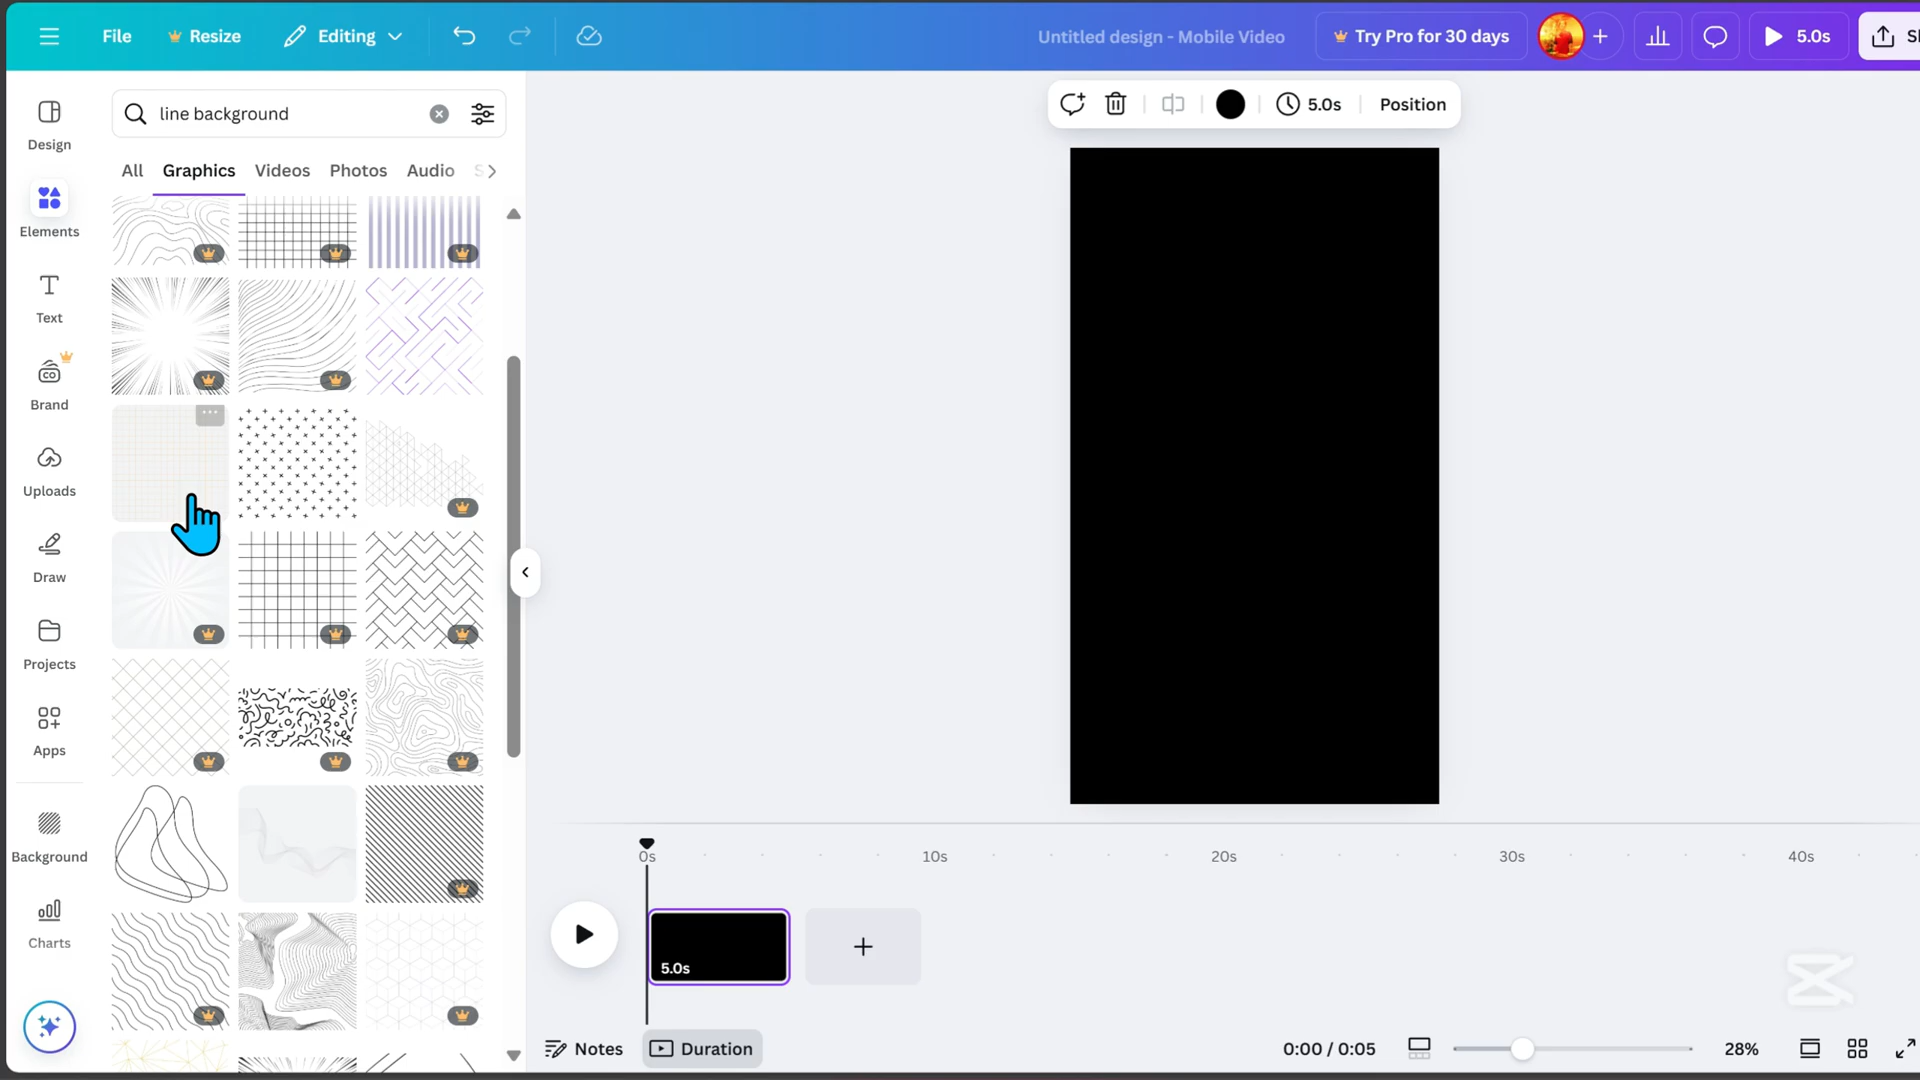 File
Resize
Editing
Untitled design - Mobile Video
Try Pro for 30 days
5.0s
Design
Elements
Text
Brand
CO
Uploads
Draw
Projects
Apps
Background
Charts
line background
All Graphics Videos Photos Audio
5.0s
Position
0s 10s 20s 30s 40s
5.0s
Notes
Duration
0:00 / 0:05
28%